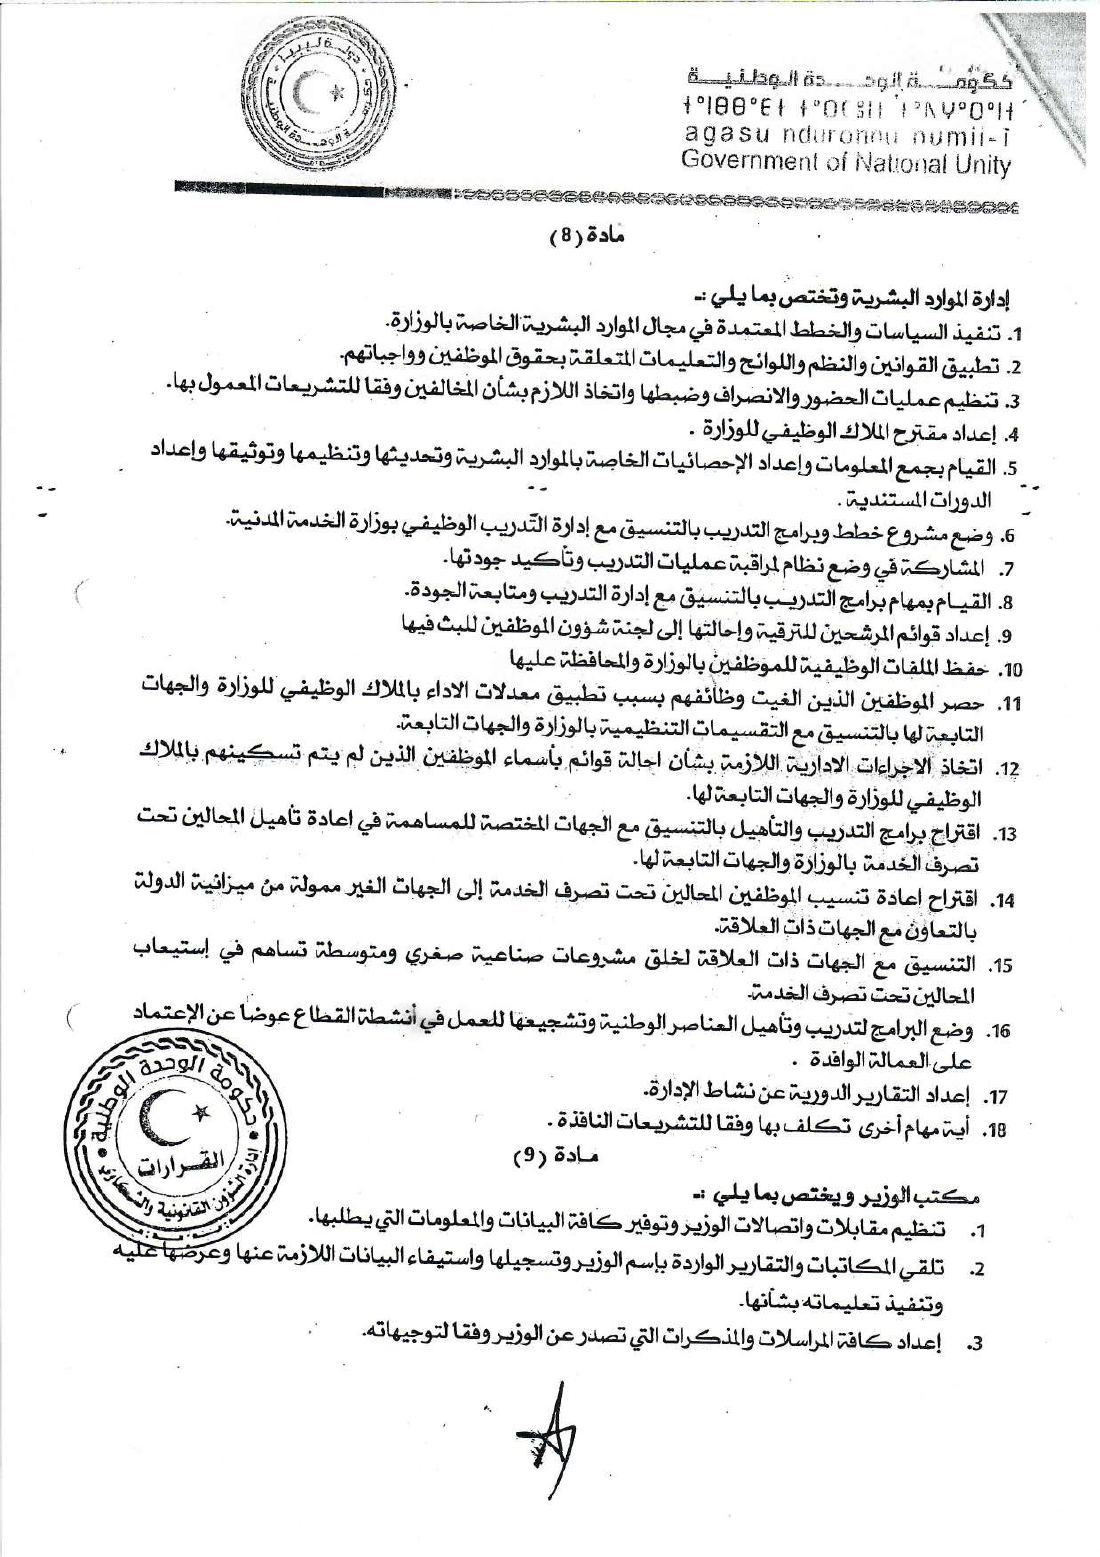 دولة ليبيا
حكومة الوحدة الوطنية
حكومة الوحدة الوطنية
agasu nduronnu numii-i
Government of National Unity
مادة (8)
إدارة الموارد البشرية وتختص بما يلي :-
1. تنفيذ السياسات والخطط المعتمدة في مجال الموارد البشرية الخاصة بالوزارة.
2. تطبيق القوانين والنظم واللوائح والتعليمات المتعلقة بحقوق الموظفين وواجباتهم.
3. تنظيم عمليات الحضور والانصراف وضبطها واتخاذ اللازم بشأن المخالفين وفقا للتشريعات المعمول بها.
4. إعداد مقترح الملاك الوظيفي للوزارة .
5. القيام بجمع المعلومات وإعداد الإحصائيات الخاصة بالموارد البشرية وتحديثها وتنظيمها وتوثيقها وإعداد
الدورات المستندية .
6. وضع مشروع خطط وبرامج التدريب بالتنسيق مع إدارة التّدريب الوظيفي بوزارة الخدمة المدنية.
7. المشاركة في وضع نظام لمراقبة عمليات التدريب وتأكيد جودتها.
8. القيام بمهام برامج التدريب بالتنسيق مع إدارة التدريب ومتابعة الجودة.
9. إعداد قوائم المرشحين للترقية وإحالتها إلى لجنة شؤون الموظفين للبث فيها
10. حفظ الملفات الوظيفية للموظفين بالوزارة والمحافظة عليها
11. حصر الموظفين الذين الغيت وظائفهم بسبب تطبيق معدلات الاداء بالملاك الوظيفي للوزارة والجهات
التابعة لها بالتنسيق مع التقسيمات التنظيمية بالوزارة والجهات التابعة.
12. اتخاذ الاجراءات الادارية اللازمة بشأن احالة قوائم بأسماء الموظفين الذين لم يتم تسكينهم بالملاك
الوظيفي للوزارة والجهات التابعة لها.
13. اقتراح برامج التدريب والتأهيل بالتنسيق مع الجهات المختصة للمساهمة في اعادة تأهيل المحالين تحت
تصرف الخدمة بالوزارة والجهات التابعة لها.
14. اقتراح اعادة تنسيب الموظفين المحالين تحت تصرف الخدمة إلى الجهات الغير ممولة من ميزانية الدولة
بالتعاون مع الجهات ذات العلاقة.
15. التنسيق مع الجهات ذات العلاقة لخلق مشروعات صناعية صغري ومتوسطة تساهم في إستيعاب
المحالين تحت تصرف الخدمة.
16. وضع البرامج لتدريب وتأهيل العناصر الوطنية وتشجيعها للعمل في أنشطة القطاع عوضا عن الإعتماد
على العمالة الوافدة .
17. إعداد التقارير الدورية عن نشاط الإدارة.
18. أية مهام أخرى تكلف بها وفقا للتشريعات النافذة .
حكومة الوحدة الوطنية
القرارات
إدارة الشؤون القانونية والشكاوى
مادة (9)
مكتب الوزير ويختص بما يلي :-
1. تنظيم مقابلات واتصالات الوزير وتوفير كافة البيانات والمعلومات التي يطلبها.
2. تلقي المكاتبات والتقارير الواردة بإسم الوزير وتسجيلها واستيفاء البيانات اللازمة عنها وعرضها عليه
وتنفيذ تعليماته بشأنها.
3. إعداد كافة المراسلات والمذكرات التي تصدر عن الوزير وفقا لتوجيهاته.